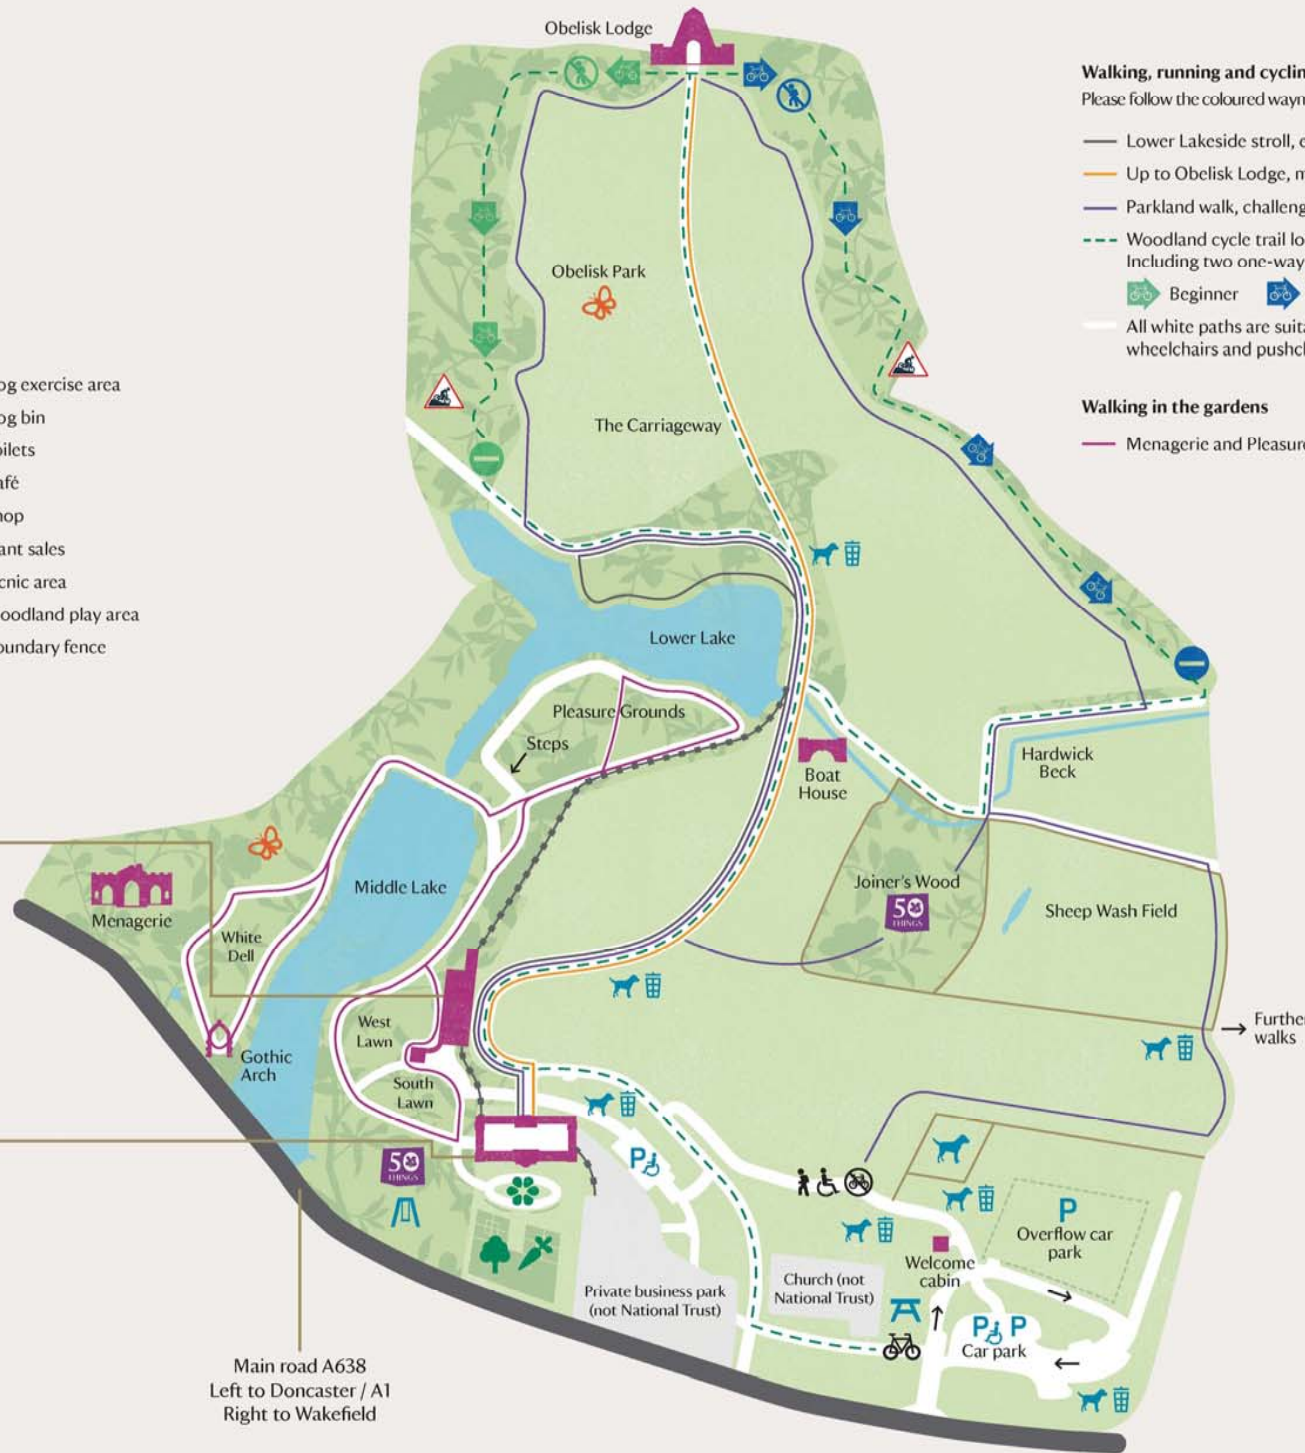 Obelisk Lodge
Walking, running and cyclin
Please follow the coloured wayn
Lower Lakeside stroll, e
Up to Obelisk Lodge, m
Parkland walk, challeng
Woodland cycle trail lo
Including two one-way
Beginner
All white paths are suita
wheelchairs and pushch
Walking in the gardens
Menagerie and Pleasure
og exercise area
og bin
oilets
afé
hop
ant sales
cnic area
oodland play area
oundary fence
Obelisk Park
The Carriageway
Lower Lake
Pleasure Grounds
Steps
Boat
House
Hardwick
Beck
Middle Lake
Menagerie
White
Dell
Joiner's Wood
50
THINGS
Sheep Wash Field
West
Lawn
Gothic
Arch
South
Lawn
Further
walks
50
THINGS
P
P
Overflow car
park
Welcome
cabin
Private business park
(not National Trust)
Church (not
National Trust)
P P
Car park
Main road A638
Left to Doncaster / A1
Right to Wakefield